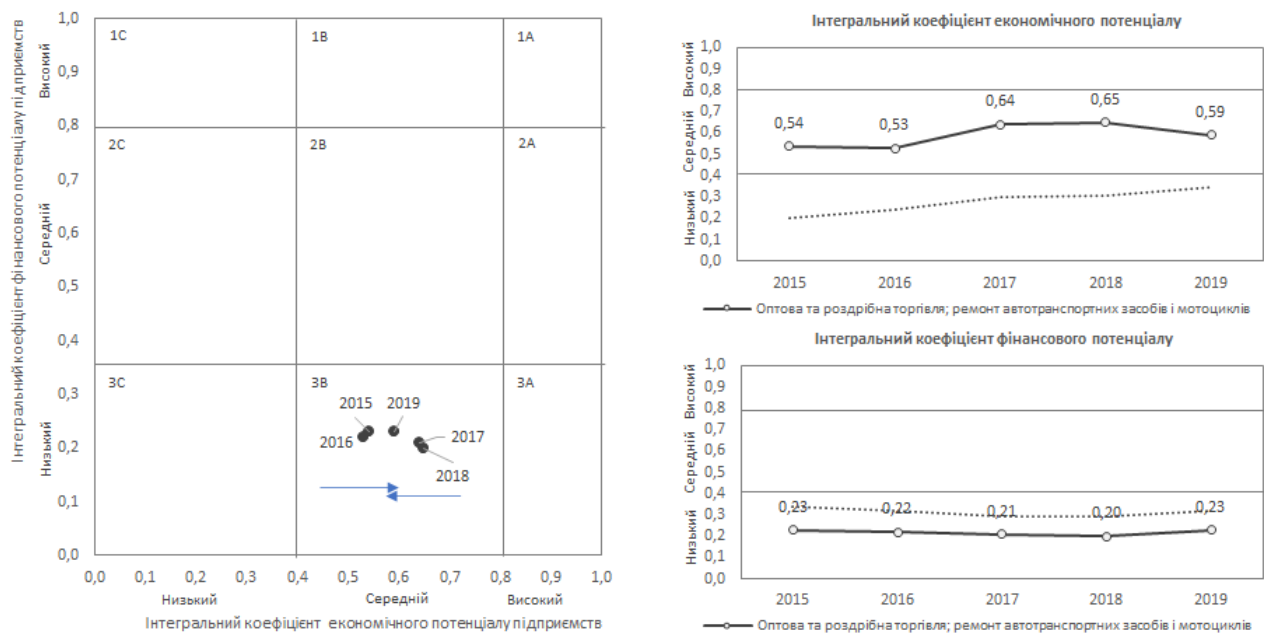 Інтегральний коефіцієнт фінансового потенціалу підприємств
Високий
Середній
Низький
1,0
0,9
0,8
0,7
0,6
0,5
0,4
0,3
0,2
0,1
0,0
1C
1B
1A
2C
2B
2A
3C
3B
3A
2015
2019
2016
2017
2018
0,0 0,1 0,2 0,3 0,4 0,5 0,6 0,7 0,8 0,9 1,0
Низький Середній Високий
Інтегральний коефіцієнт економічного потенціалу підприємств
Інтегральний коефіцієнт економічного потенціалу
Високий
Середній
Низький
1,0
0,9
0,8
0,7
0,6
0,5
0,4
0,3
0,2
0,1
0,0
0,54 0,53 0,64 0,65 0,59
2015 2016 2017 2018 2019
Оптова та роздрібна торгівля; ремонт автотранспортних засобів і мотоциклів
Інтегральний коефіцієнт фінансового потенціалу
Високий
Середній
Низький
1,0
0,9
0,8
0,7
0,6
0,5
0,4
0,3
0,2
0,1
0,0
0,23 0,22 0,21 0,20 0,23
2015 2016 2017 2018 2019
Оптова та роздрібна торгівля; ремонт автотранспортних засобів і мотоциклів